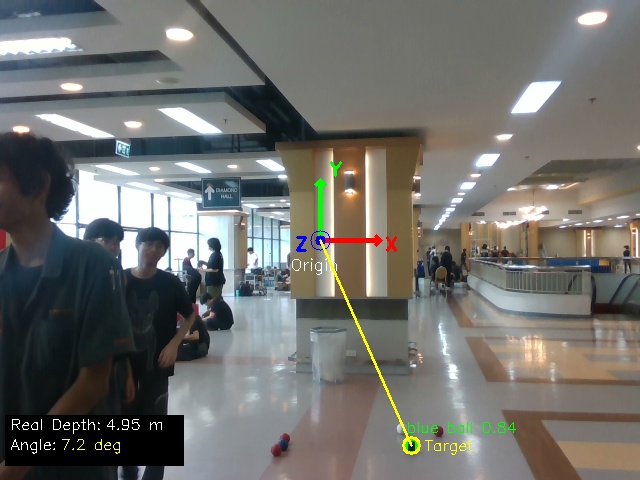 DIAMOND
HALL
Y
Z
X
Origin
blue ball 0.84
Target
Real Depth: 4.95 m
Angle: 7.2 deg